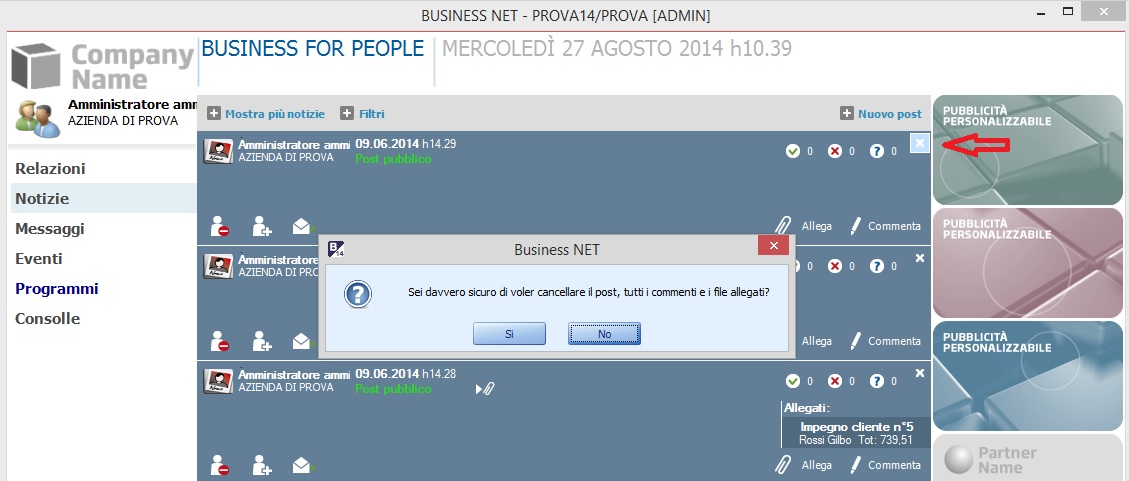 BUSINESS NET - PROVA14/PROVA [ADMIN]
Company
Name
BUSINESS FOR PEOPLE
MERCOLEDÌ 27 AGOSTO 2014 h10.39
Amministratore amm
AZIENDA DI PROVA
Relazioni
Notizie
Messaggi
Eventi
Programmi
Consolle
Mostra più notizie
Filtri
Nuovo post
Amministratore ammi
09.06.2014 h14.29
AZIENDA DI PROVA
Post pubblico
0
0
0
Allega
Commenta
Amministratore
AZIENDA DI PRO
0
0
0
Allega
Commenta
B
14
Business NET
Sei davvero sicuro di voler cancellare il post, tutti i commenti e i file allegati?
Si
No
Amministratore ammi
09.06.2014 h14.28
AZIENDA DI PROVA
Post pubblico
0
0
0
Allegati:
Impegno cliente n°5
Rossi Gilbo Tot: 739,51
Allega
Commenta
PUBBLICITÀ
PERSONALIZZABILE
PUBBLICITÀ
PERSONALIZZABILE
PUBBLICITÀ
PERSONALIZZABILE
Partner
Name